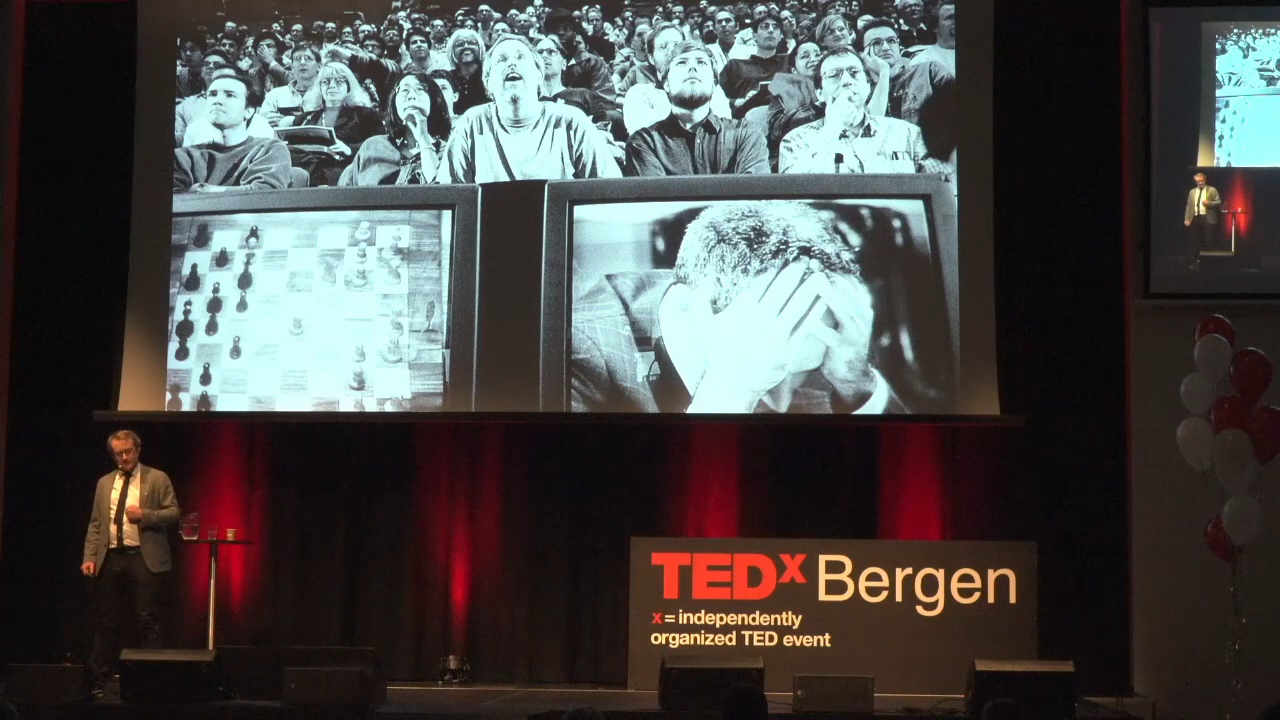 TEDx Bergen
x = independently
organized TED event